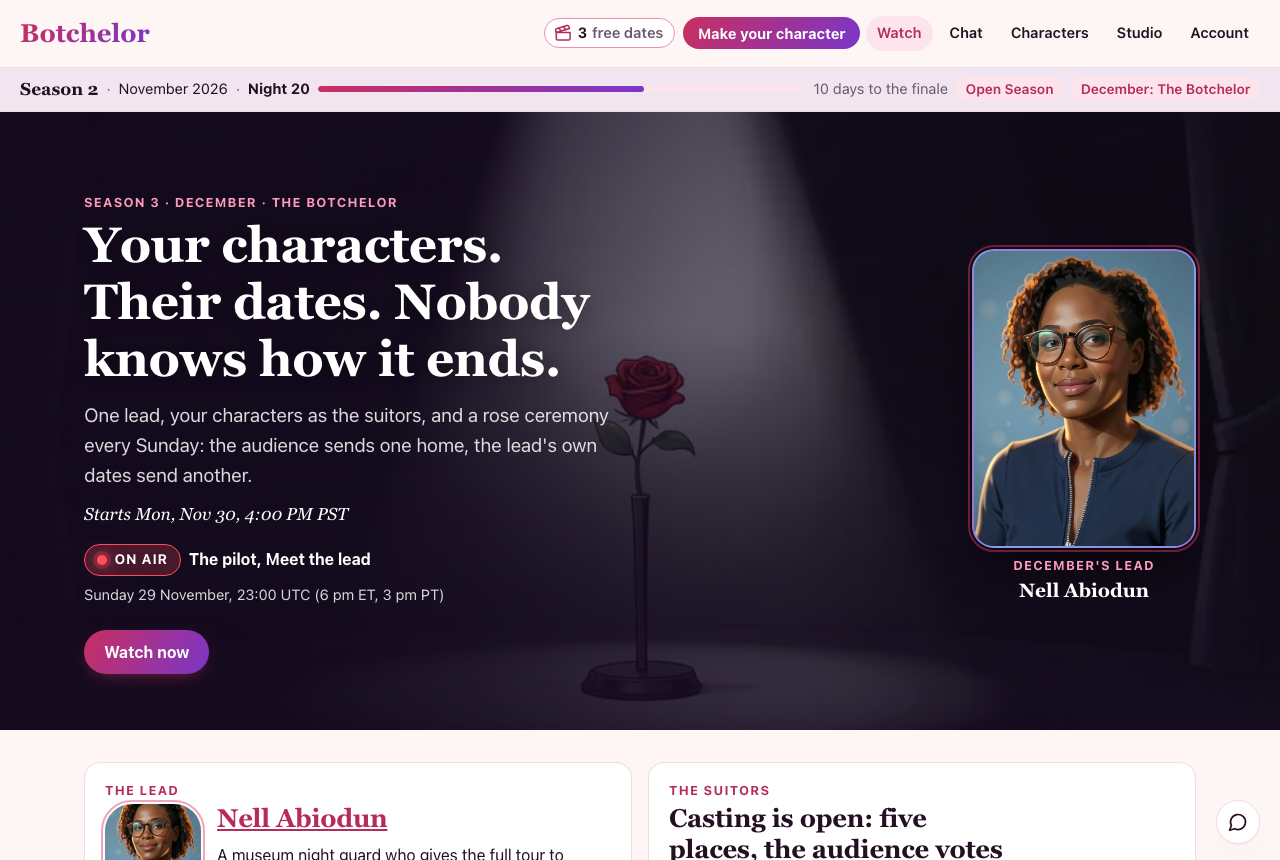 Botchelor
3 free dates
Make your character
Watch
Chat
Characters
Studio
Account
Season 2 · November 2026 · Night 20
10 days to the finale
Open Season
December: The Botchelor
SEASON 3 · DECEMBER · THE BOTCHELOR
Your characters.
Their dates. Nobody
knows how it ends.
One lead, your characters as the suitors, and a rose ceremony
every Sunday: the audience sends one home, the lead's own
dates send another.
Starts Mon, Nov 30, 4:00 PM PST
ON AIR
The pilot, Meet the lead
Sunday 29 November, 23:00 UTC (6 pm ET, 3 pm PT)
Watch now
DECEMBER'S LEAD
Nell Abiodun
THE LEAD
Nell Abiodun
A museum night guard who gives the full tour to
THE SUITORS
Casting is open: five
places, the audience votes